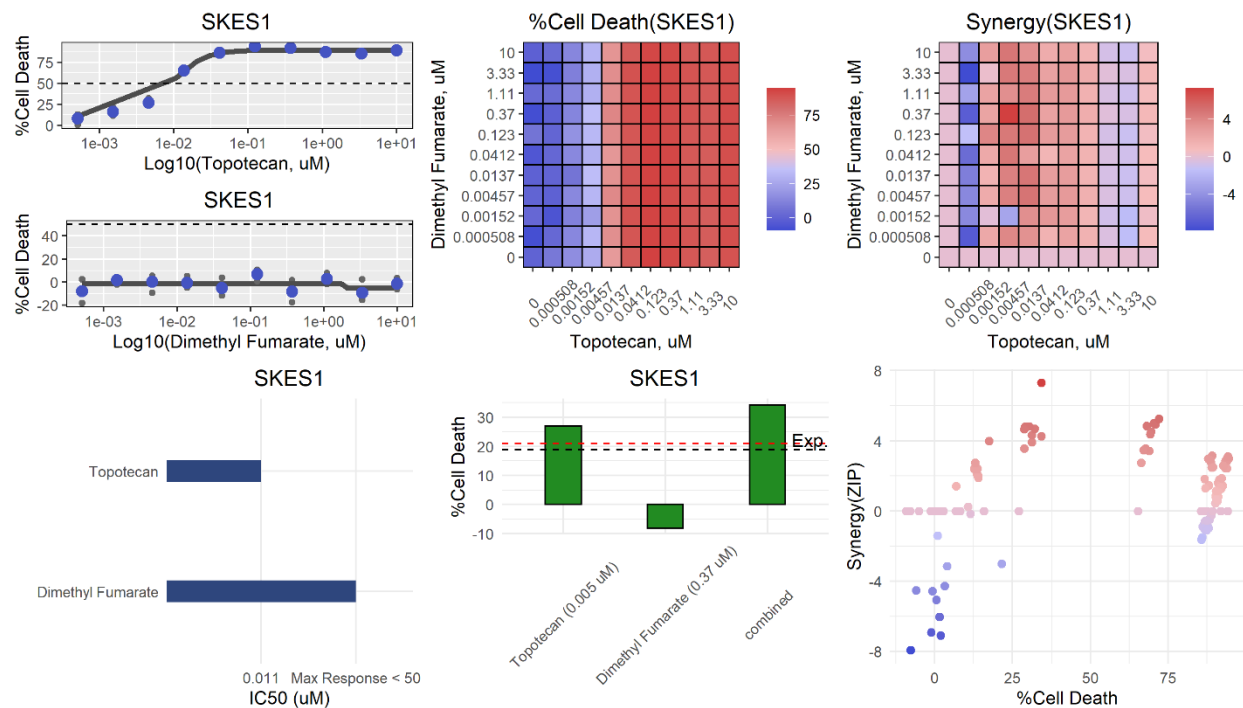 SKES1
%Cell Death
75
50
25
0
1e-03
1e-02
1e-01
1e+00
1e+01
Log10(Topotecan, uM)
SKES1
%Cell Death
40
20
0
-20
1e-03
1e-02
1e-01
1e+00
1e+01
Log10(Dimethyl Fumarate, uM)
%Cell Death(SKES1)
Dimethyl Fumarate, uM
10
3.33
1.11
0.37
0.123
0.0412
0.0137
0.00457
0.00152
0.000508
0
0
0.000508
0.00152
0.00457
0.0137
0.0412
0.123
0.37
1.11
3.33
10
Topotecan, uM
75
50
25
0
Synergy(SKES1)
Dimethyl Fumarate, uM
10
3.33
1.11
0.37
0.123
0.0412
0.0137
0.00457
0.00152
0.000508
0
0
0.000508
0.00152
0.00457
0.0137
0.0412
0.123
0.37
1.11
3.33
10
Topotecan, uM
4
0
-4
SKES1
Topotecan
Dimethyl Fumarate
0.011
Max Response < 50
IC50 (uM)
SKES1
%Cell Death
30
20
10
0
-10
Exp.
Topotecan (0.005 uM)
Dimethyl Fumarate (0.37 uM)
combined
Synergy(ZIP)
8
4
0
-4
-8
0
25
50
75
%Cell Death